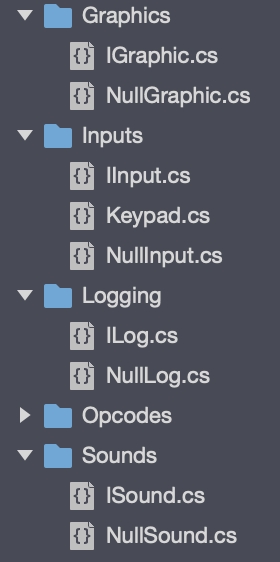 Graphics
IGraphic.cs
NullGraphic.cs
Inputs
IInput.cs
Keypad.cs
NullInput.cs
Logging
ILog.cs
NullLog.cs
Opcodes
Sounds
ISound.cs
NullSound.cs